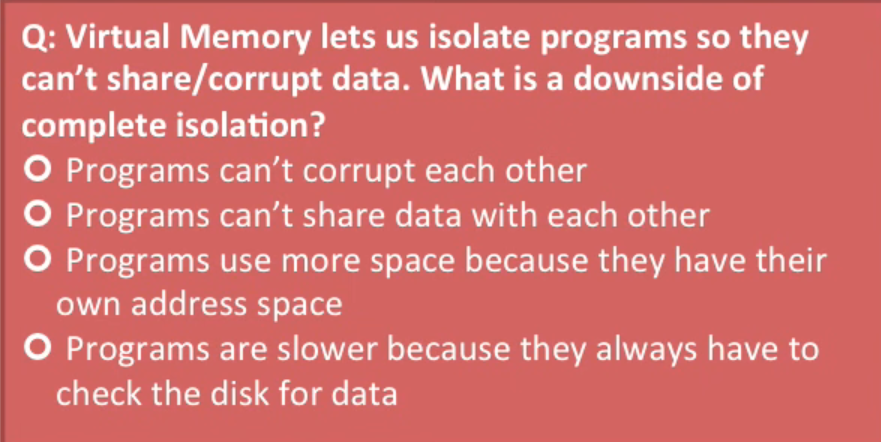 Q: Virtual Memory lets us isolate programs so they
can’t share/corrupt data. What is a downside of
complete isolation?
Programs can’t corrupt each other
Programs can’t share data with each other
Programs use more space because they have their
own address space
Programs are slower because they always have to
check the disk for data